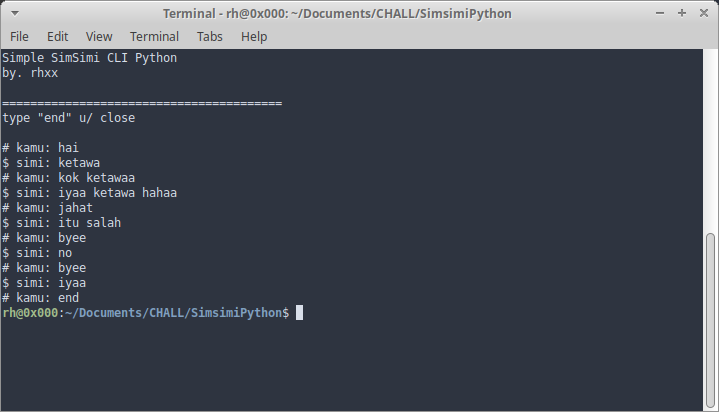 Terminal - rh@0x000: ~/Documents/CHALL/SimsimiPython
File Edit View Terminal Tabs Help
Simple SimSimi CLI Python
by. rhxx
========================================
type "end" u/ close
# kamu: hai
$ simi: ketawa
# kamu: kok ketawaa
$ simi: iyaa ketawa hahaa
# kamu: jahat
$ simi: itu salah
# kamu: byee
$ simi: no
# kamu: byee
$ simi: iyaa
# kamu: end
rh@0x000:~/Documents/CHALL/SimsimiPython$